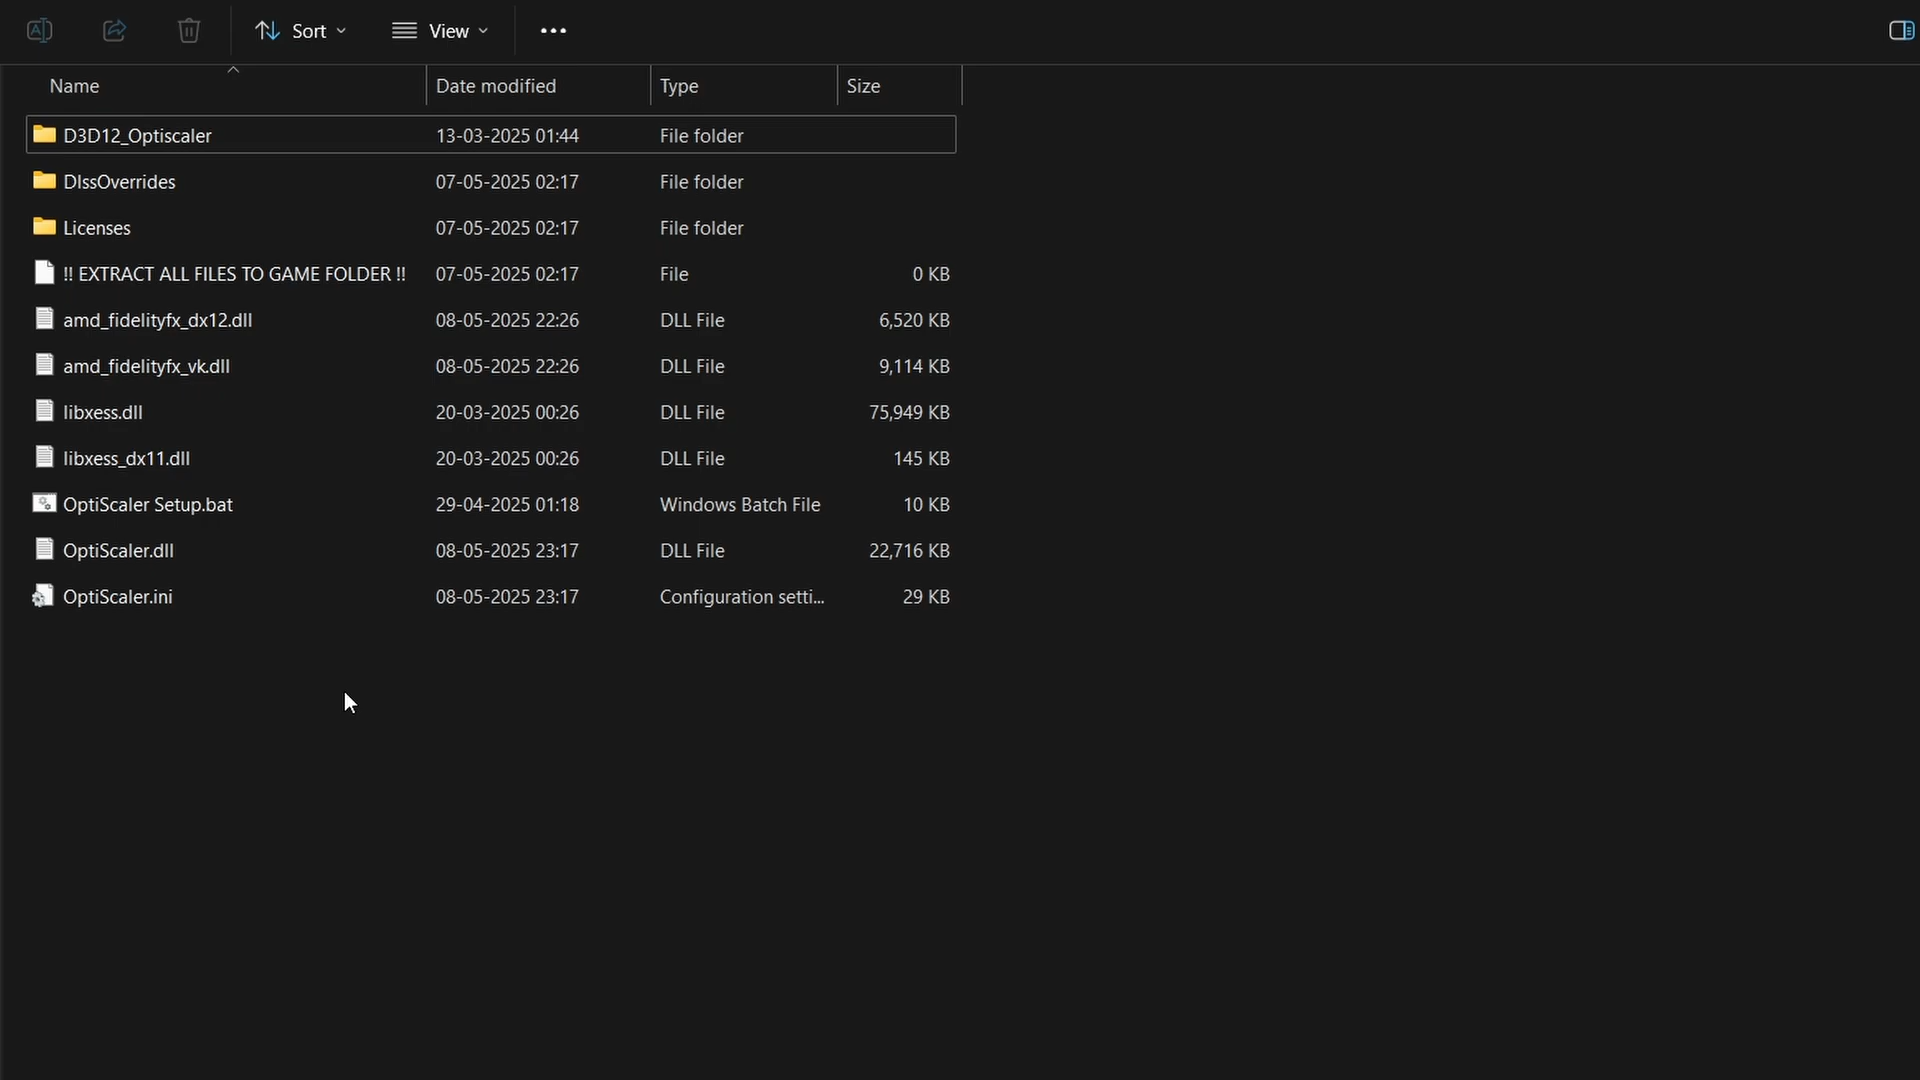 Sort View
Name Date modified Type Size
D3D12_Optiscaler 13-03-2025 01:44 File folder
DlssOverrides 07-05-2025 02:17 File folder
Licenses 07-05-2025 02:17 File folder
!! EXTRACT ALL FILES TO GAME FOLDER !! 07-05-2025 02:17 File 0 KB
amd_fidelityfx_dx12.dll 08-05-2025 22:26 DLL File 6,520 KB
amd_fidelityfx_vk.dll 08-05-2025 22:26 DLL File 9,114 KB
libxess.dll 20-03-2025 00:26 DLL File 75,949 KB
libxess_dx11.dll 20-03-2025 00:26 DLL File 145 KB
OptiScaler Setup.bat 29-04-2025 01:18 Windows Batch File 10 KB
OptiScaler.dll 08-05-2025 23:17 DLL File 22,716 KB
OptiScaler.ini 08-05-2025 23:17 Configuration setti... 29 KB